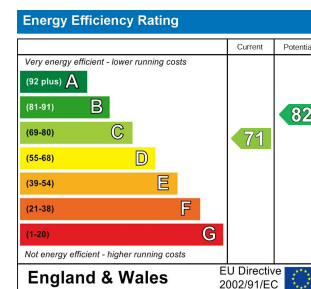 Energy Efficiency Rating
Current Potentia
Very energy efficient - lower running costs
(92 plus) A
(81-91) B
(69-80) C
(55-68) D
(39-54) E
(21-38) F
(1-20) G
71
82
Not energy efficient - higher running costs
England & Wales
EU Directive
2002/91/EC